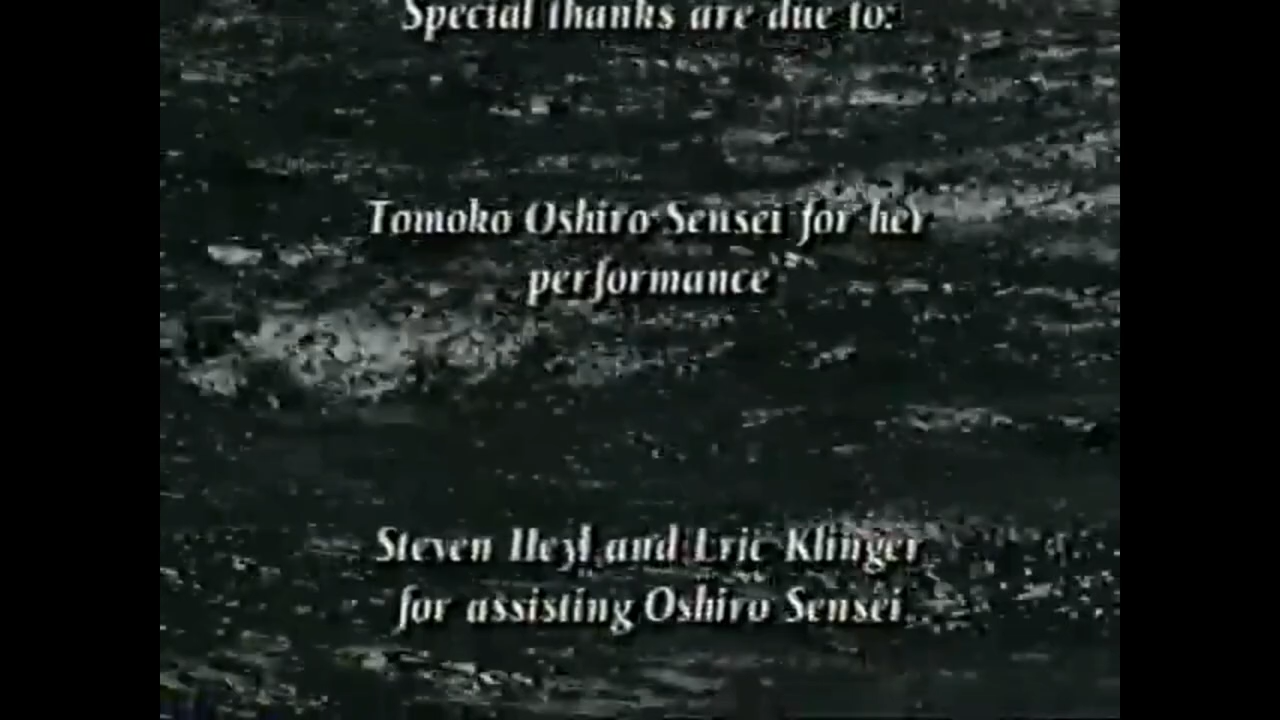 Special thanks are due to:
Tomoko Oshiro Sensei for her
performance
Steven Heyl and Eric Klinger
for assisting Oshiro Sensei